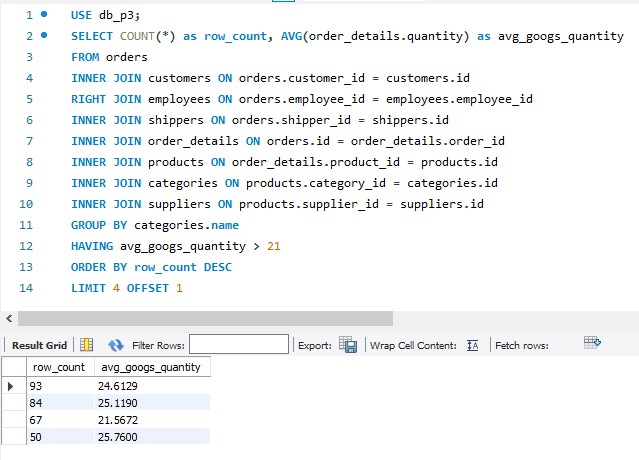 1 USE db_p3;
2 SELECT COUNT(*) as row_count, AVG(order_details.quantity) as avg_googs_quantity
3 FROM orders
4 INNER JOIN customers ON orders.customer_id = customers.id
5 RIGHT JOIN employees ON orders.employee_id = employees.employee_id
6 INNER JOIN shippers ON orders.shipper_id = shippers.id
7 INNER JOIN order_details ON orders.id = order_details.order_id
8 INNER JOIN products ON order_details.product_id = products.id
9 INNER JOIN categories ON products.category_id = categories.id
10 INNER JOIN suppliers ON products.supplier_id = suppliers.id
11 GROUP BY categories.name
12 HAVING avg_googs_quantity > 21
13 ORDER BY row_count DESC
14 LIMIT 4 OFFSET 1
Result Grid Filter Rows: Export: Wrap Cell Content: IA Fetch rows:
row_count avg_googs_quantity
93 24.6129
84 25.1190
67 21.5672
50 25.7600